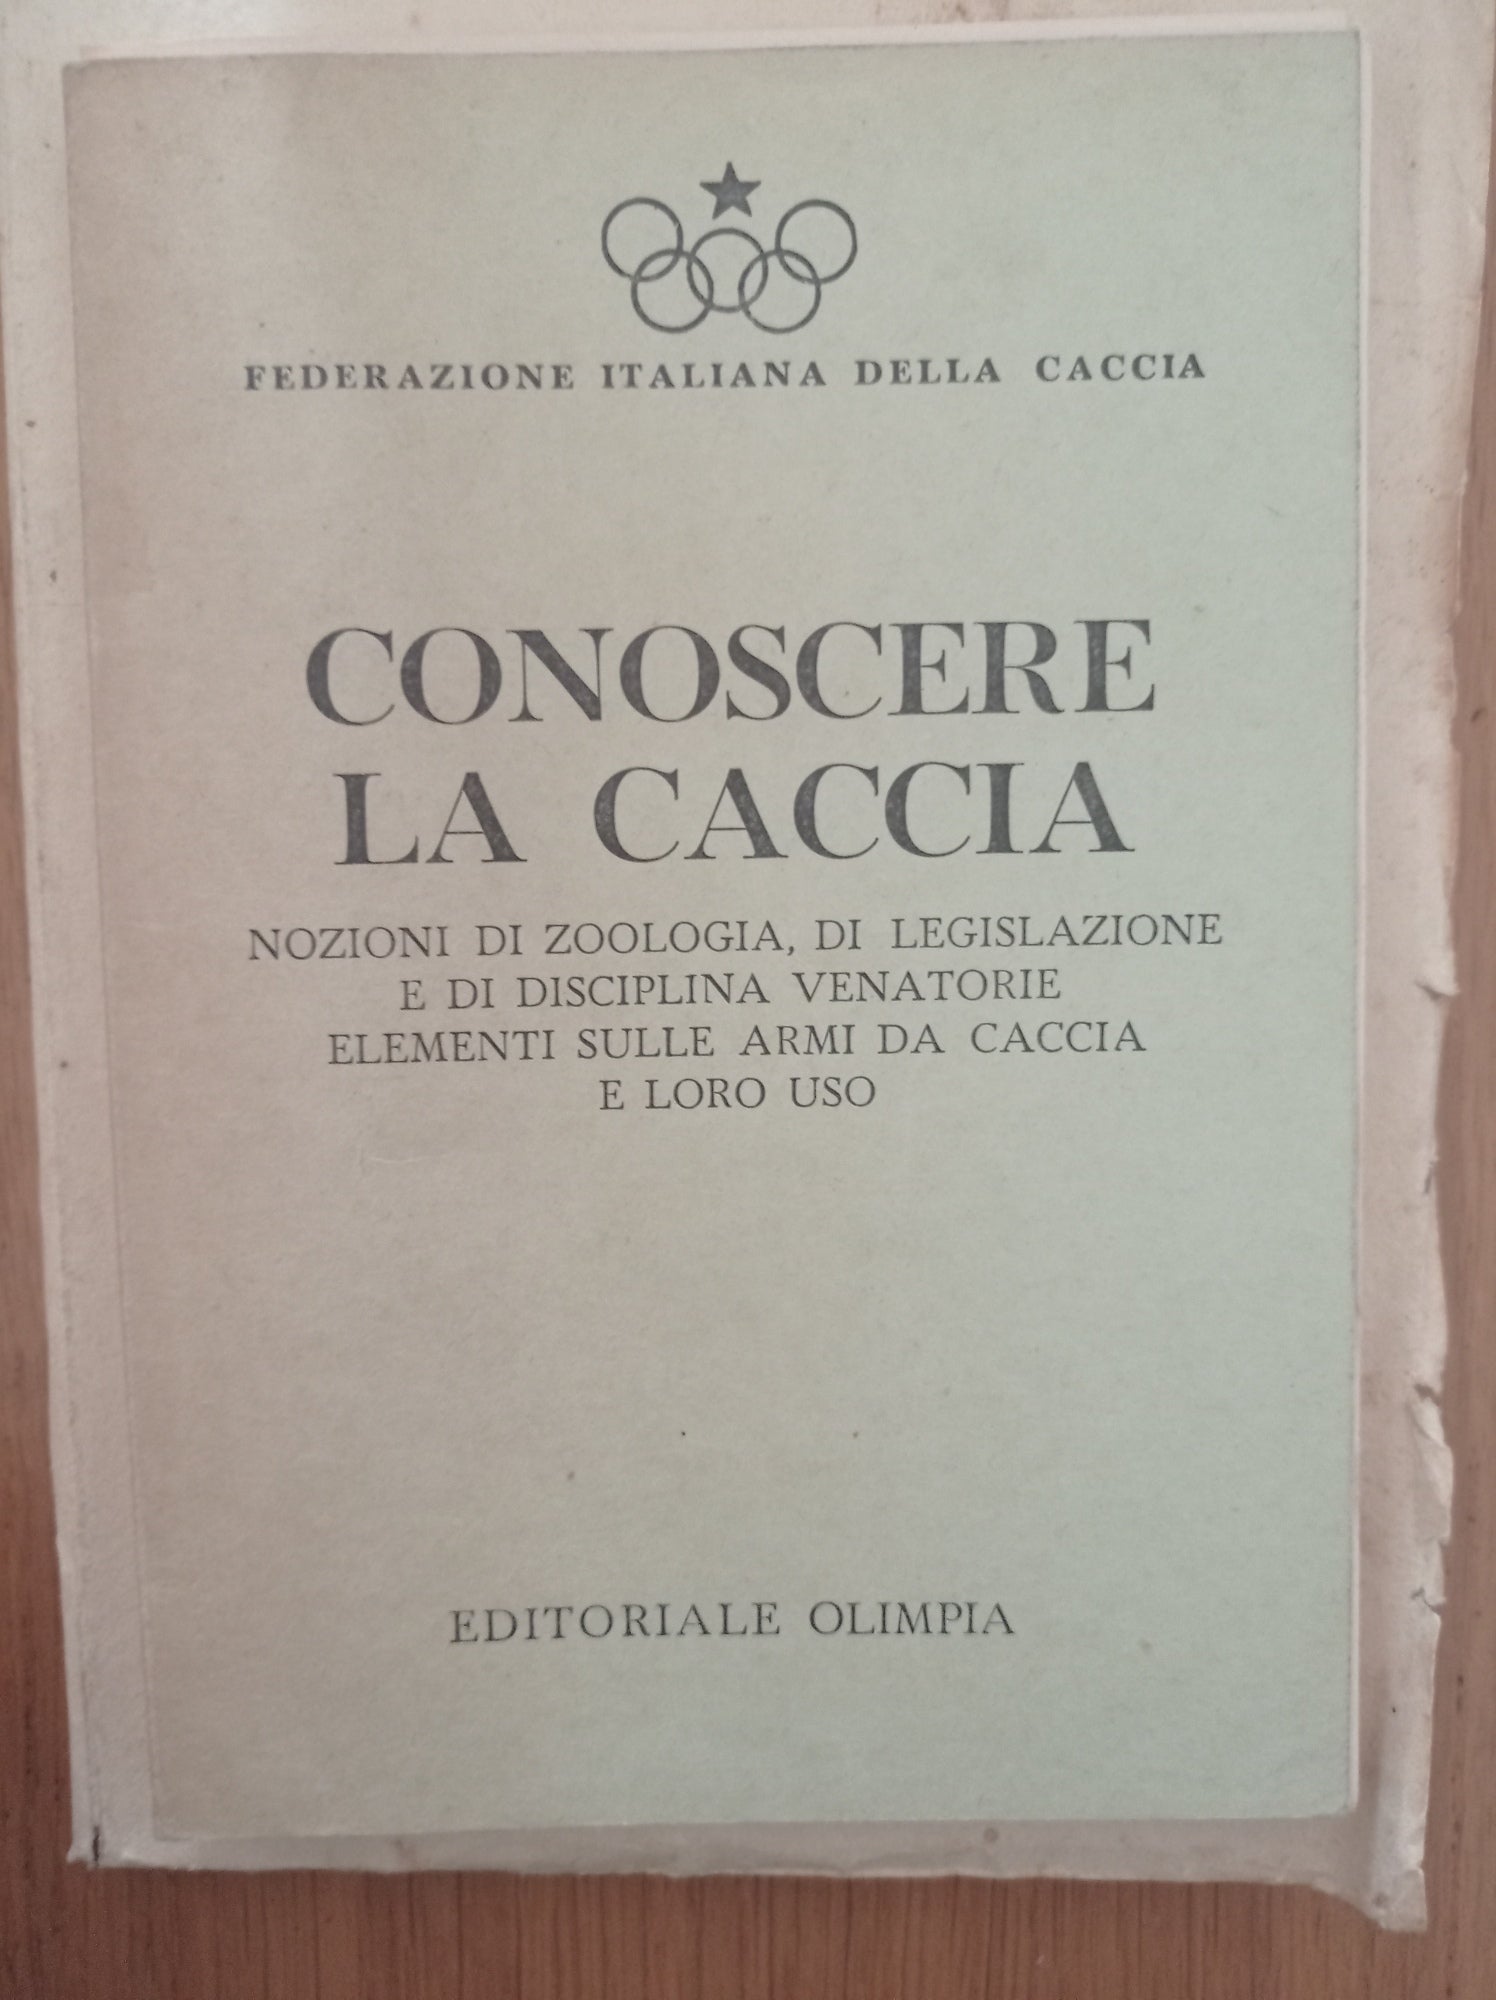 FEDERAZIONE ITALIANA DELLA CACCIA
CONOSCERE
LA CACCIA
NOZIONI DI ZOOLOGIA, DI LEGISLAZIONE
E DI DISCIPLINA VENATORIE
ELEMENTI SULLE ARMI DA CACCIA
E LORO USO
EDITORIALE OLIMPIA